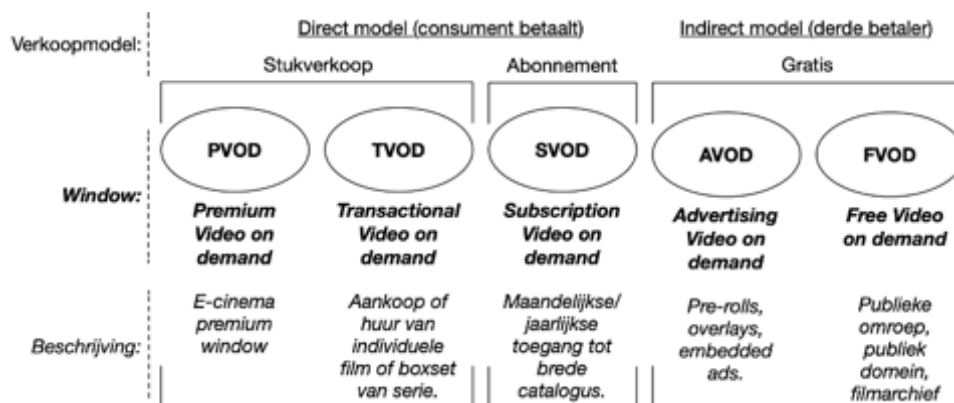 Direct model (consument betaalt)
Indirect model (derde betaler)
Verkoopmodel:
Stukverkoop
Abonnement
Gratis
Window:
PVOD
TVOD
SVOD
AVOD
FVOD
Premium
Video on
demand
Transactional
Video on
demand
Subscription
Video on
demand
Advertising
Video on
demand
Free Video
on demand
Beschrijving:
E-cinema
premium
window
Aankoop of
huur van
individuele
film of boxset
van serie.
Maandelijkse/
jaarlijkse
toegang tot
brede
catalogus.
Pre-rolls,
overlays,
embedded
ads.
Publieke
omroep,
publiek
domein,
filmarchief